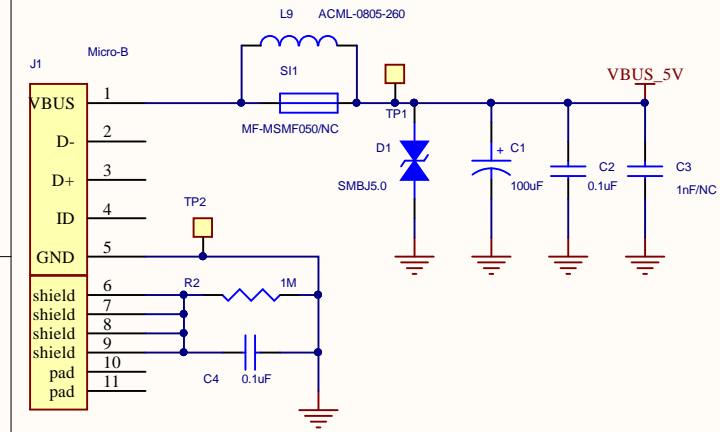 L9 ACML-0805-260
J1 Micro-B
SI1
VBUS_5V
VBUS 1
TP1
MF-MSMF050/NC
D- 2
D1
+ C1
C2
C3
D+ 3
SMBJ5.0
100uF
0.1uF
1nF/NC
ID 4
TP2
GND 5
R2 1M
shield 6
shield 7
shield 8
shield 9
pad 10
C4 0.1uF
pad 11